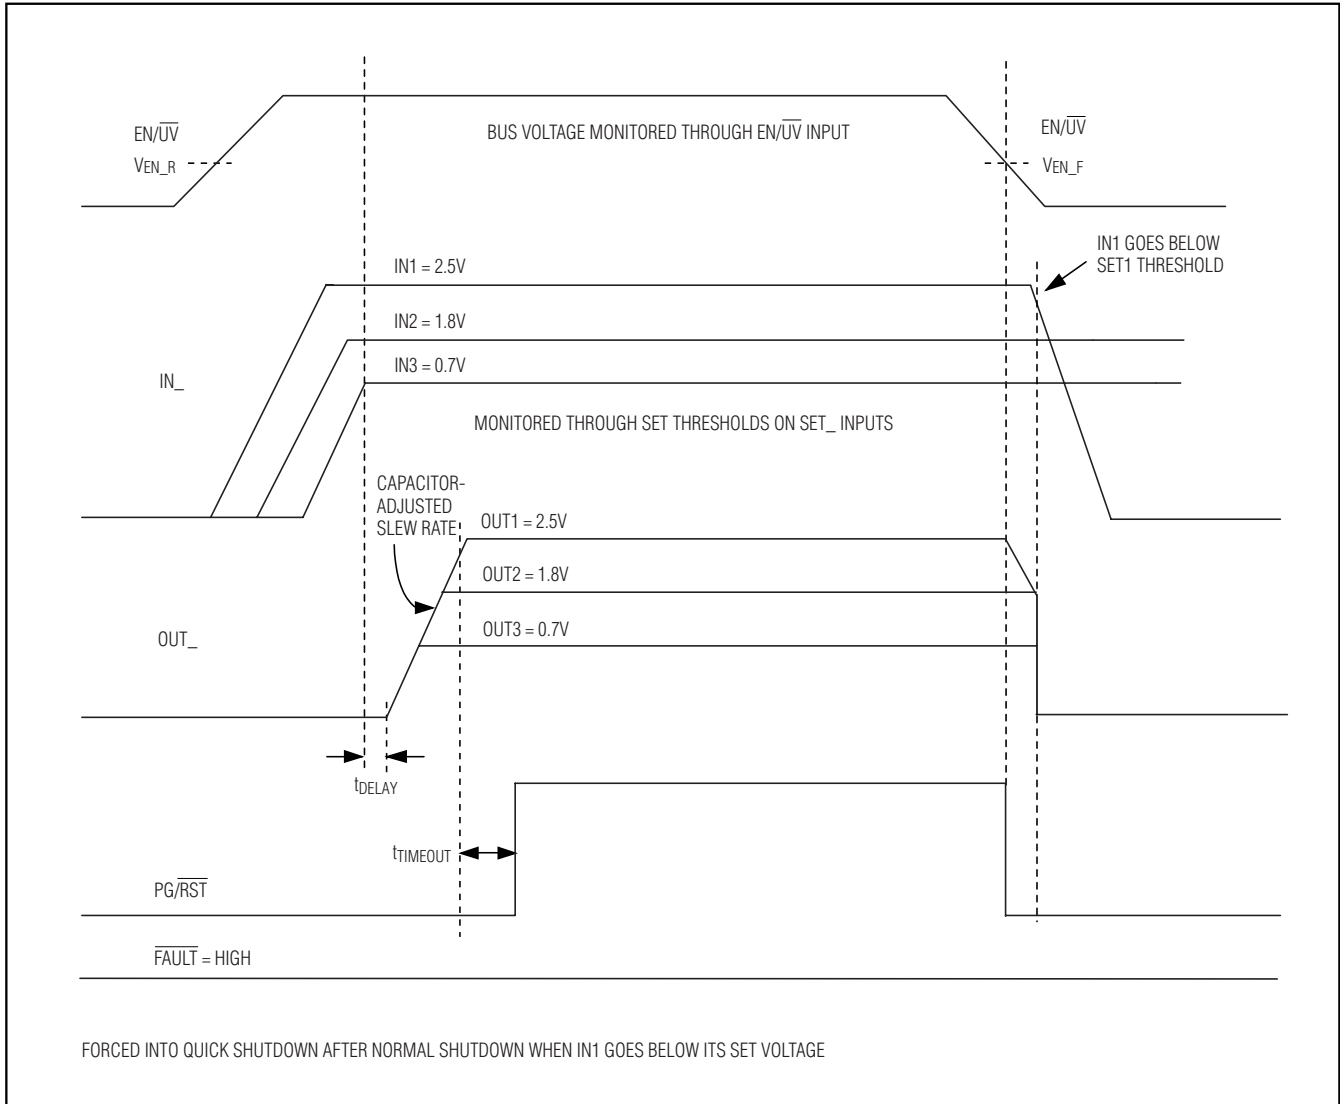 EN/UV
VEN_R
BUS VOLTAGE MONITORED THROUGH EN/UV INPUT
EN/UV
VEN_F
IN1 GOES BELOW
SET1 THRESHOLD
IN1 = 2.5V
IN2 = 1.8V
IN3 = 0.7V
IN_
MONITORED THROUGH SET THRESHOLDS ON SET_ INPUTS
CAPACITOR-
ADJUSTED
SLEW RATE
OUT1 = 2.5V
OUT2 = 1.8V
OUT3 = 0.7V
OUT_
tDELAY
tTIMEOUT
PG/RST
FAULT = HIGH
FORCED INTO QUICK SHUTDOWN AFTER NORMAL SHUTDOWN WHEN IN1 GOES BELOW ITS SET VOLTAGE